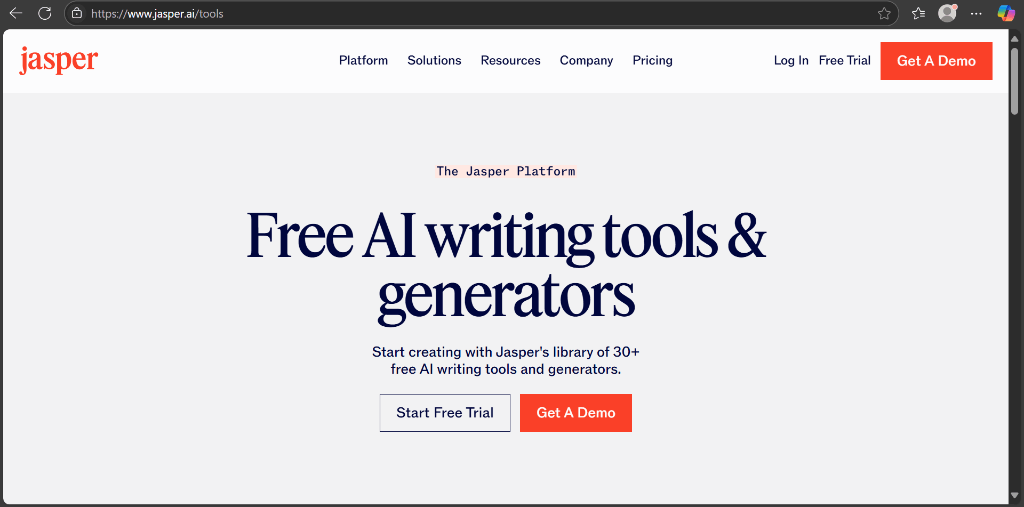 https://www.jasper.ai/tools
jasper
Platform Solutions Resources Company Pricing
Log In Free Trial Get A Demo
The Jasper Platform
Free AI writing tools &
generators
Start creating with Jasper's library of 30+
free AI writing tools and generators.
Start Free Trial Get A Demo